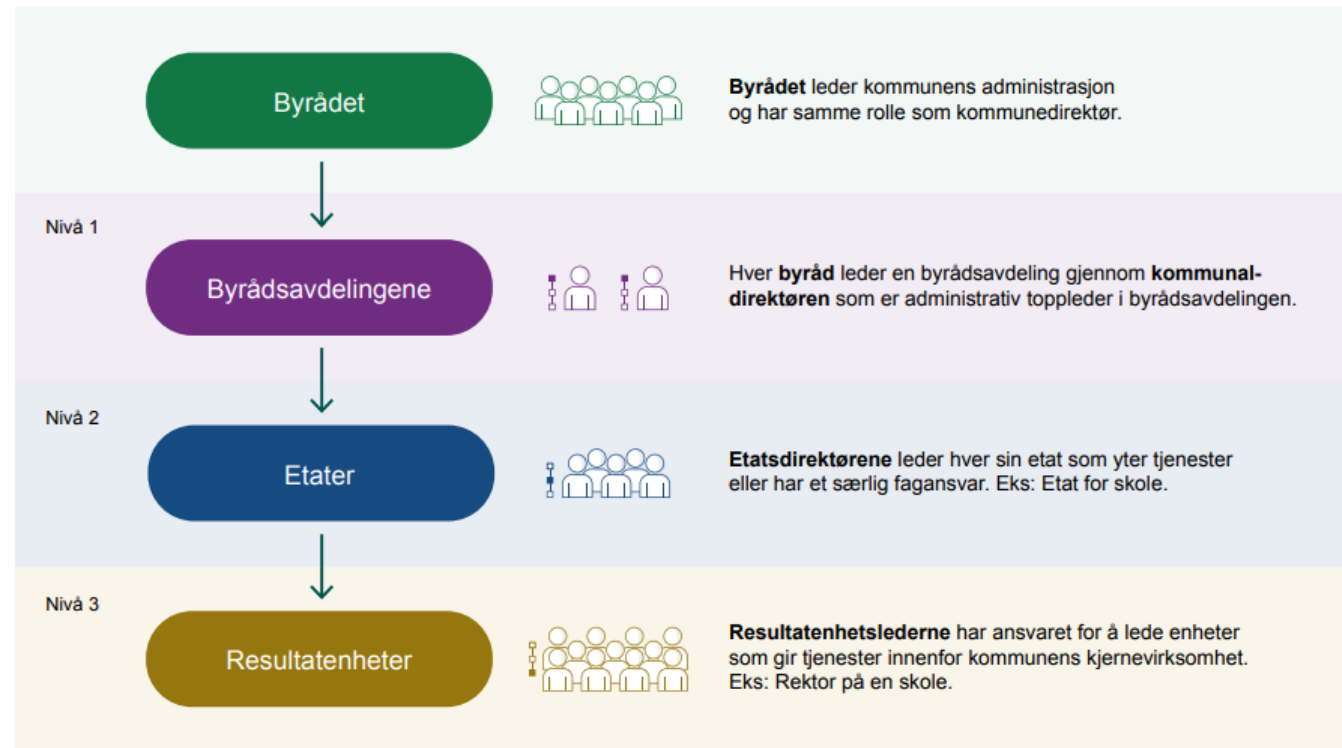 Byrådet
Byrådet leder kommunens administrasjon
og har samme rolle som kommunedirektør.
Nivå 1
Byrådsavdelingene
Hver byråd leder en byrådsavdeling gjennom kommunal-
direktøren som er administrativ toppleder i byrådsavdelingen.
Nivå 2
Etater
Etatsdirektørene leder hver sin etat som yter tjenester
eller har et særlig fagansvar. Eks: Etat for skole.
Nivå 3
Resultatenheter
Resultatenhetslederne har ansvaret for å lede enheter
som gir tjenester innenfor kommunens kjernevirksomhet.
Eks: Rektor på en skole.